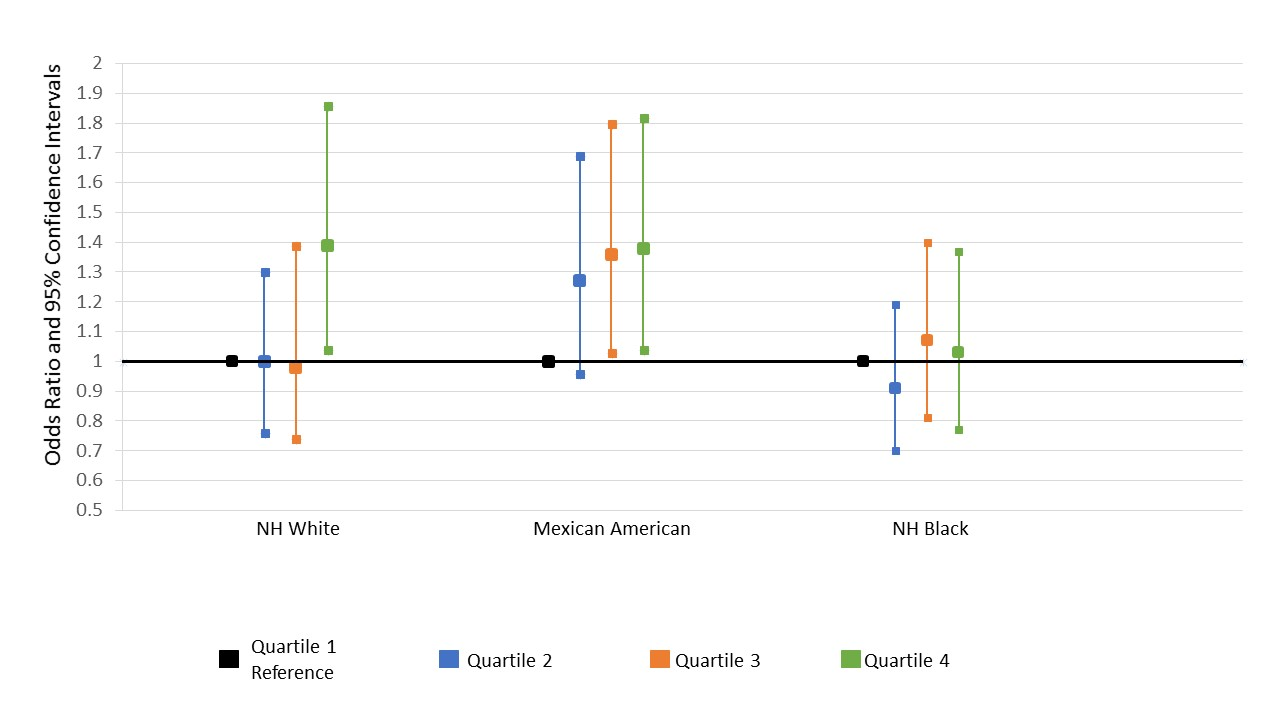 Odds Ratio and 95% Confidence Intervals
2
1.9
1.8
1.7
1.6
1.5
1.4
1.3
1.2
1.1
1
0.9
0.8
0.7
0.6
0.5
NH White
Mexican American
NH Black
Quartile 1
Reference
Quartile 2
Quartile 3
Quartile 4